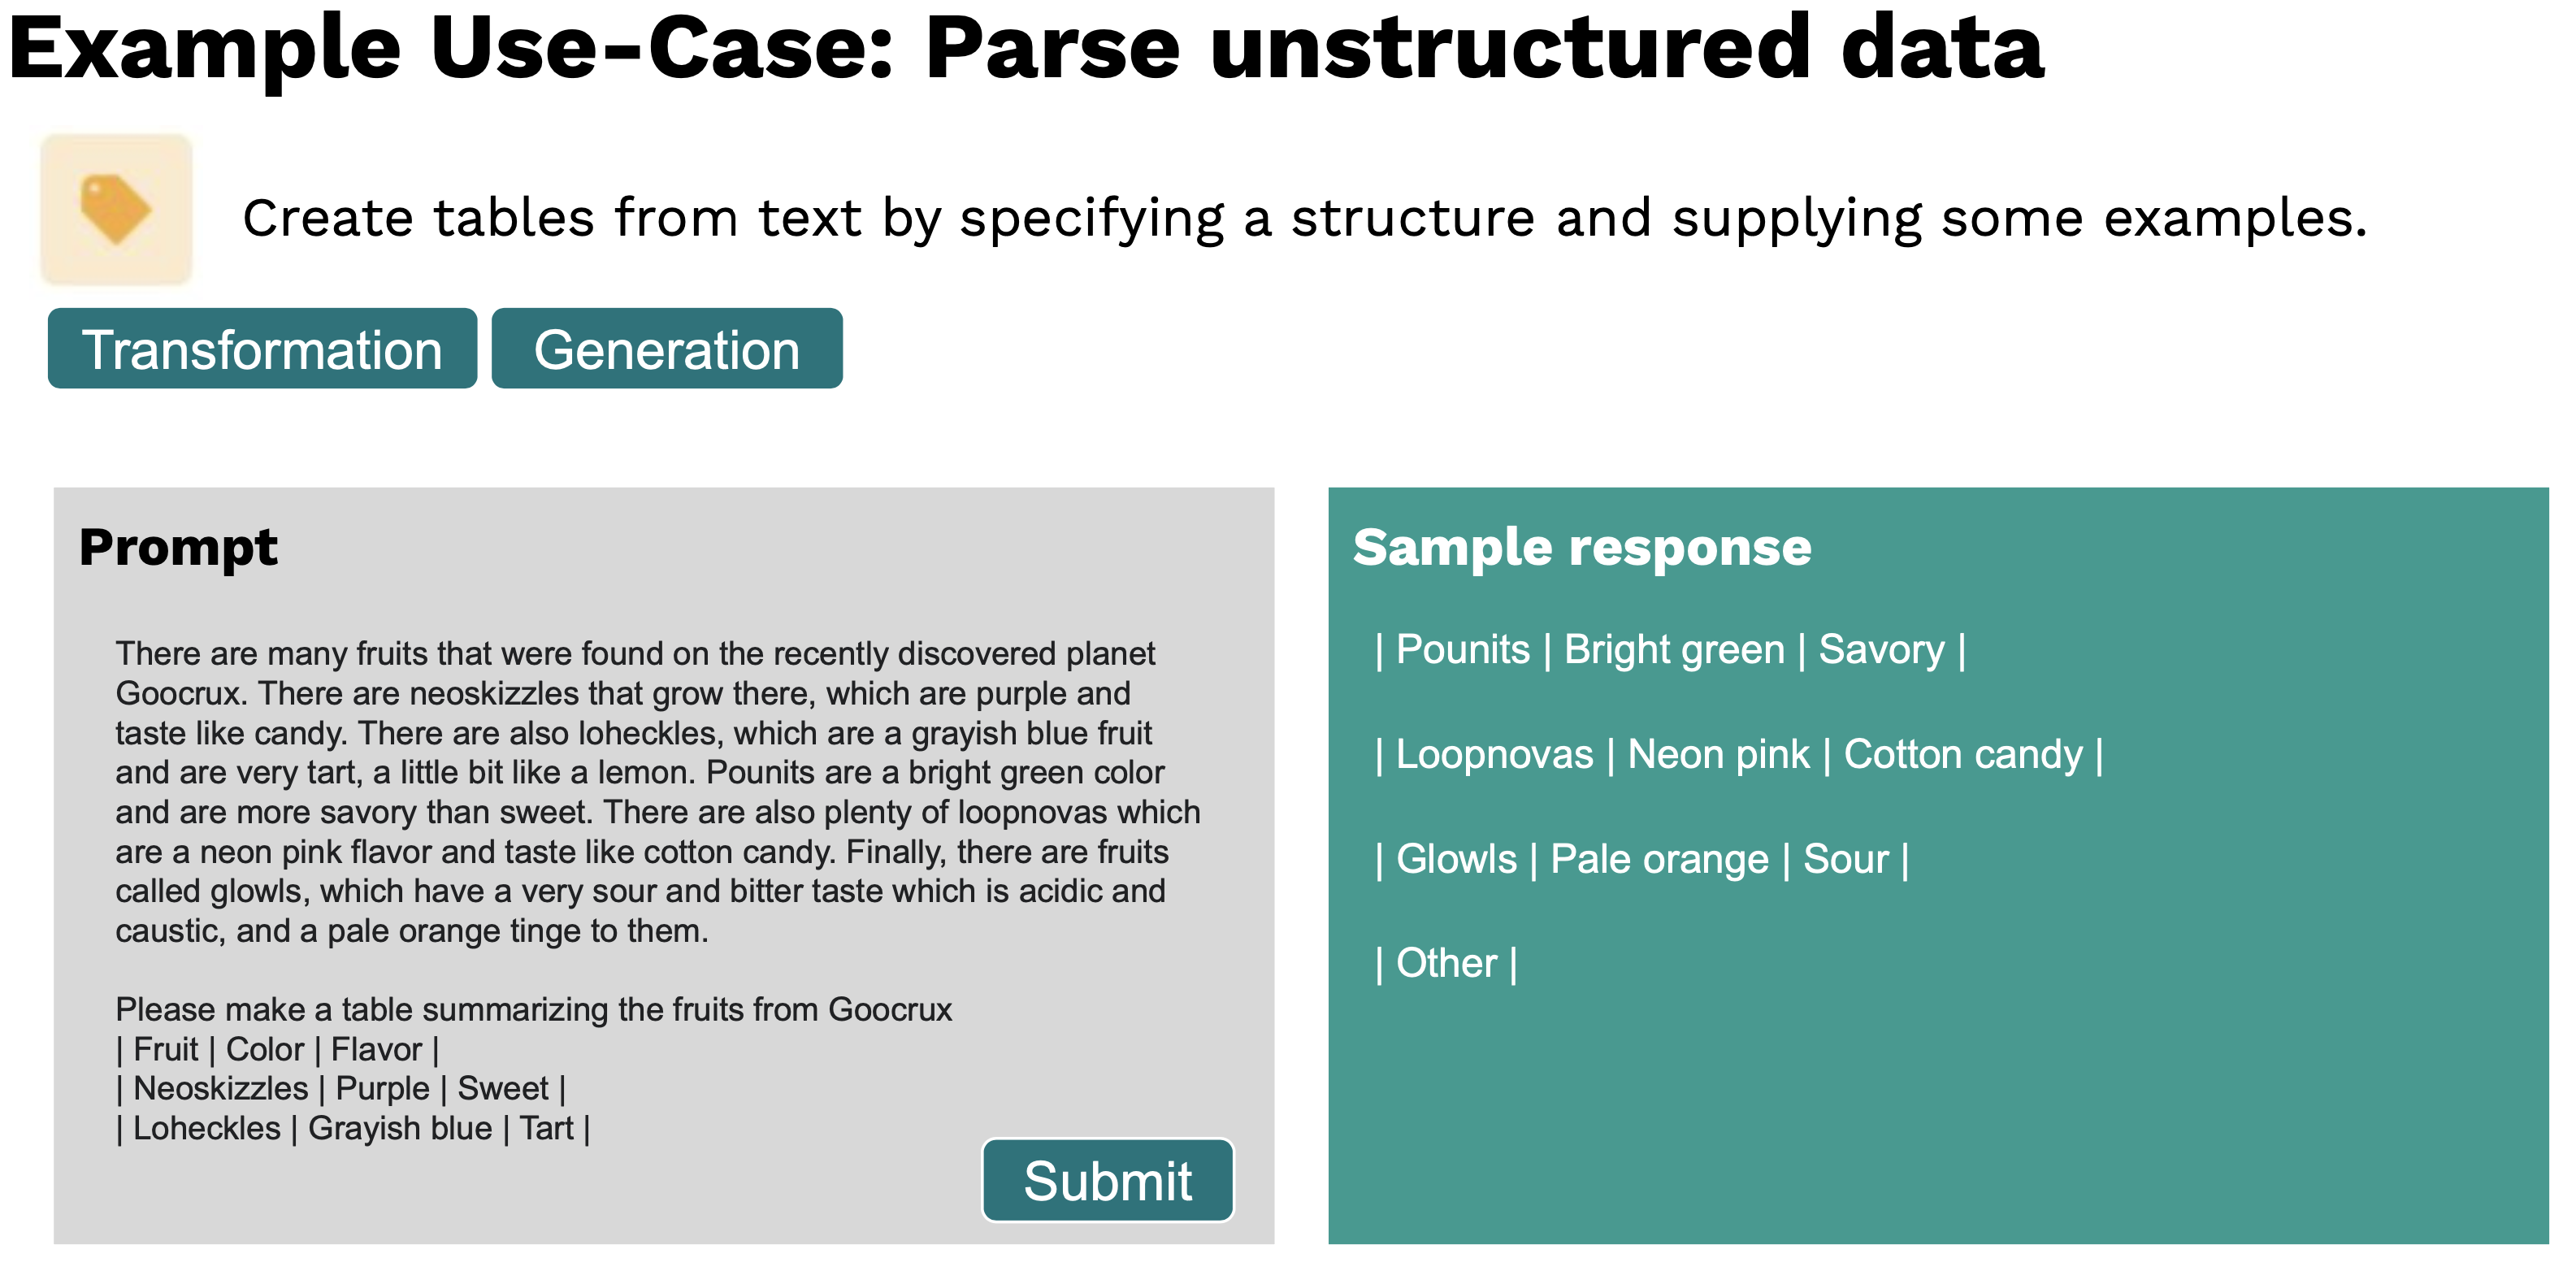 Example Use-Case: Parse unstructured data
Create tables from text by specifying a structure and supplying some examples.
Transformation
Generation
Prompt
There are many fruits that were found on the recently discovered planet
Goocrux. There are neoskizzles that grow there, which are purple and
taste like candy. There are also loheckles, which are a grayish blue fruit
and are very tart, a little bit like a lemon. Pounits are a bright green color
and are more savory than sweet. There are also plenty of loopnovas which
are a neon pink flavor and taste like cotton candy. Finally, there are fruits
called glowls, which have a very sour and bitter taste which is acidic and
caustic, and a pale orange tinge to them.
Please make a table summarizing the fruits from Goocrux
| Fruit | Color | Flavor |
| Neoskizzles | Purple | Sweet |
| Loheckles | Grayish blue | Tart |
Submit
Sample response
| Pounits | Bright green | Savory |
| Loopnovas | Neon pink | Cotton candy |
| Glowls | Pale orange | Sour |
| Other |